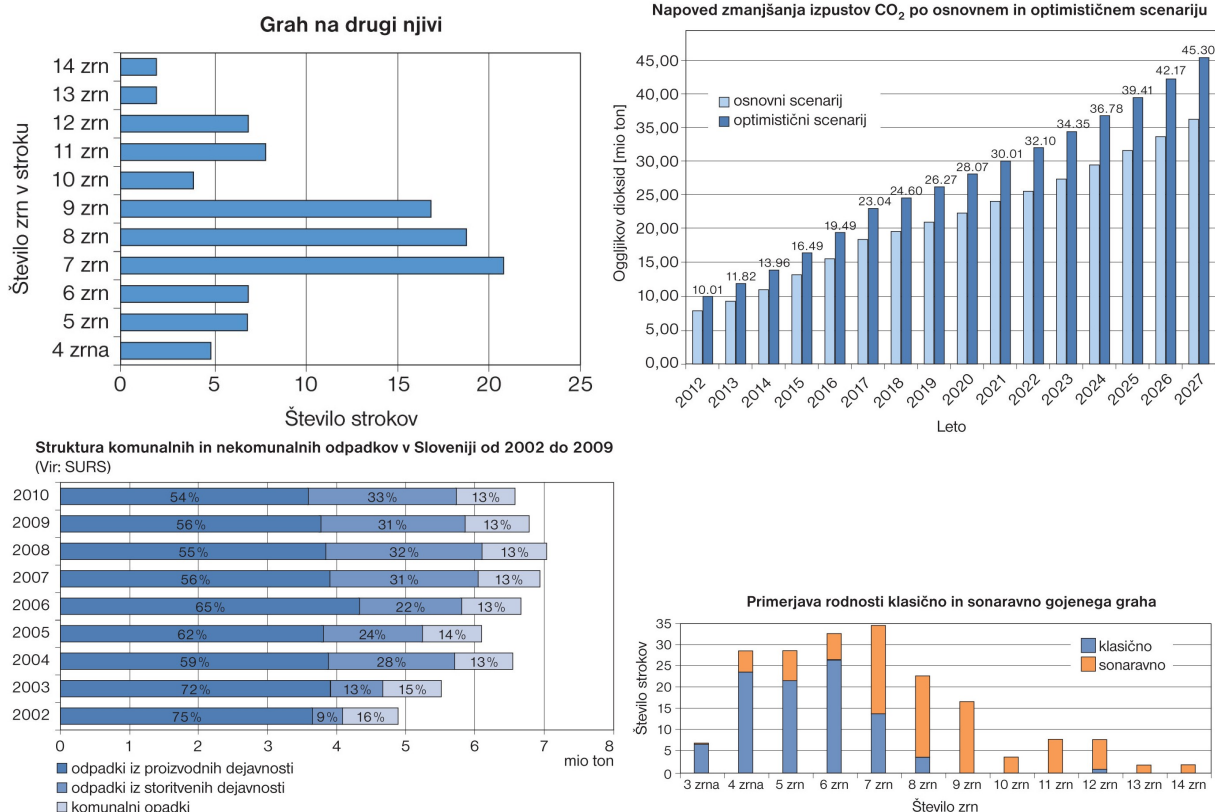 Grah na drugi njivi
Število zrn v stroku
14 zrn
13 zrn
12 zrn
11 zrn
10 zrn
9 zrn
8 zrn
7 zrn
6 zrn
5 zrn
4 zrna
0 5 10 15 20 25
Število strokov
Napoved zmanjšanja izpustov CO₂ po osnovnem in optimističnem scenariju
Oggljikov dioksid [mio ton]
45,00
40,00
35,00
30,00
25,00
20,00
15,00
10,00
5,00
0,00
osnovni scenarij
optimistični scenarij
10.01 11.82 13.96 16.49 19.49 23.04 24.60 26.27 28.07 30.01 32.10 34.35 36.78 39.41 42.17 45.30
2012 2013 2014 2015 2016 2017 2018 2019 2020 2021 2022 2023 2024 2025 2026 2027
Leto
Struktura komunalnih in nekomunalnih odpadkov v Sloveniji od 2002 do 2009
(Vir: SURS)
2010 54% 33% 13%
2009 56% 31% 13%
2008 55% 32% 13%
2007 56% 31% 13%
2006 65% 22% 13%
2005 62% 24% 14%
2004 59% 28% 13%
2003 72% 13% 15%
2002 75% 9% 16%
0 1 2 3 4 5 6 7 8
mio ton
odpadki iz proizvodnih dejavnosti
odpadki iz storitvenih dejavnosti
komunalni opadki
Primerjava rodnosti klasično in sonaravno gojenega graha
Število strokov
35
30
25
20
15
10
5
0
klasično
sonaravno
3 zrna 4 zrna 5 zrn 6 zrn 7 zrn 8 zrn 9 zrn 10 zrn 11 zrn 12 zrn 13 zrn 14 zrn
Število zrn